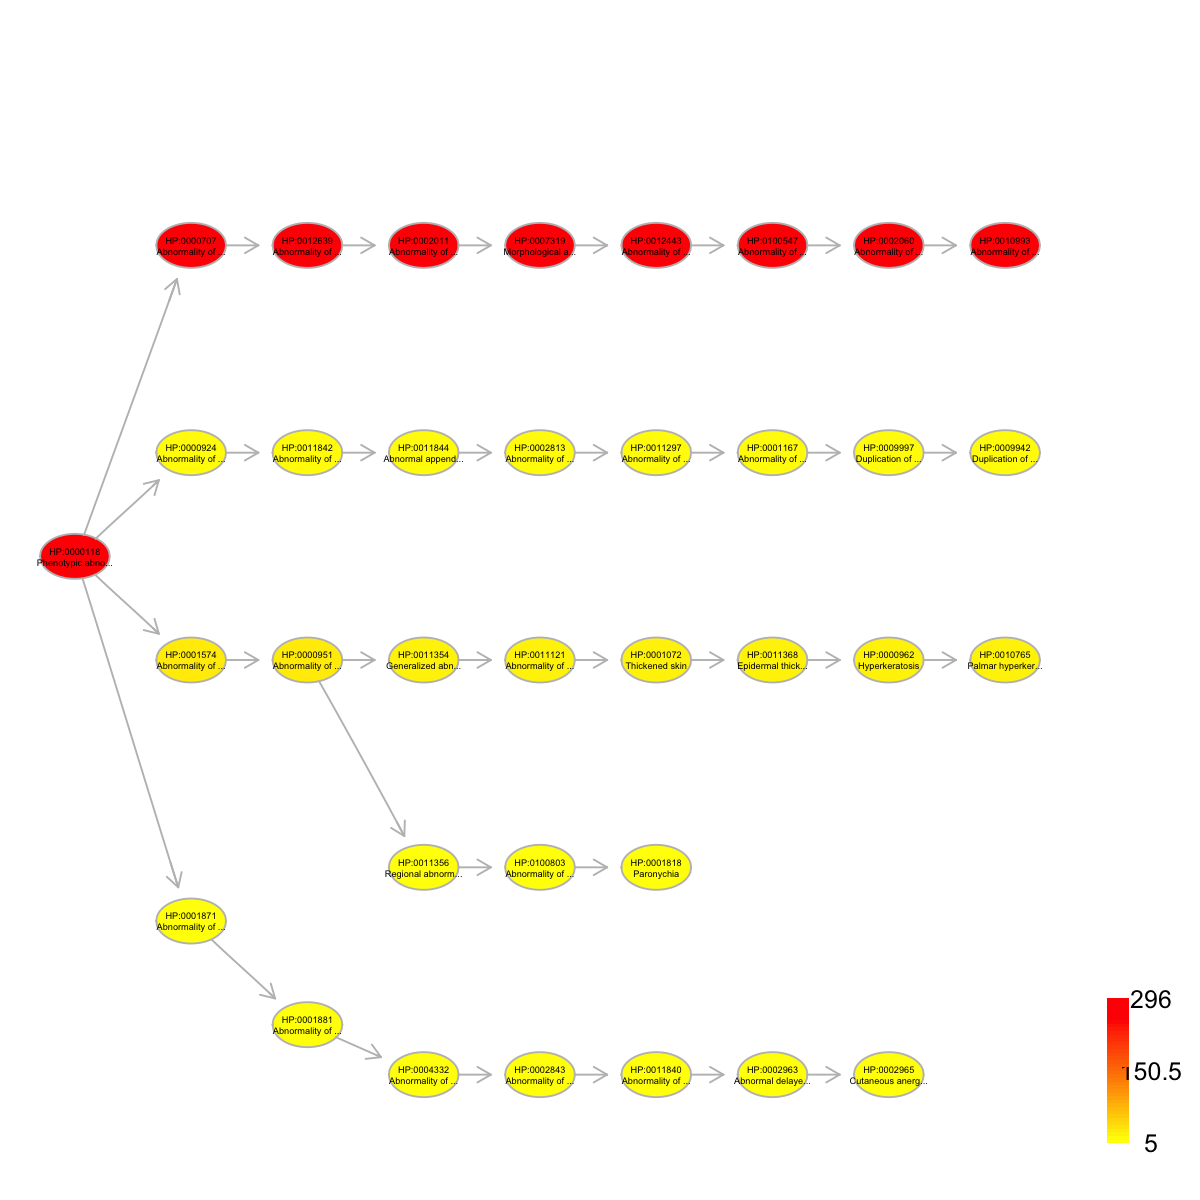 HP:0000707
Abnormality of ...
HP:0012639
Abnormality of ...
HP:0002011
Abnormality of ...
HP:0007319
Morphological a...
HP:0012443
Abnormality of ...
HP:0100547
Abnormality of ...
HP:0002060
Abnormality of ...
HP:0010993
Abnormality of ...
HP:0000924
Abnormality of ...
HP:0011842
Abnormality of ...
HP:0011844
Abnormal append...
HP:0002813
Abnormality of ...
HP:0011297
Abnormality of ...
HP:0001167
Abnormality of ...
HP:0009997
Duplication of ...
HP:0009942
Duplication of ...
HP:0000118
Phenotypic abno...
HP:0001574
Abnormality of ...
HP:0000951
Abnormality of ...
HP:0011354
Generalized abn...
HP:0011121
Abnormality of ...
HP:0001072
Thickened skin
HP:0011368
Epidermal thick...
HP:0000962
Hyperkeratosis
HP:0010765
Palmar hyperker...
HP:0011356
Regional abnorm...
HP:0100803
Abnormality of ...
HP:0001818
Paronychia
HP:0001871
Abnormality of ...
HP:0001881
Abnormality of ...
HP:0004332
Abnormality of ...
HP:0002843
Abnormality of ...
HP:0011840
Abnormality of ...
HP:0002963
Abnormal delaye...
HP:0002965
Cutaneous anerg...
296
150.5
5